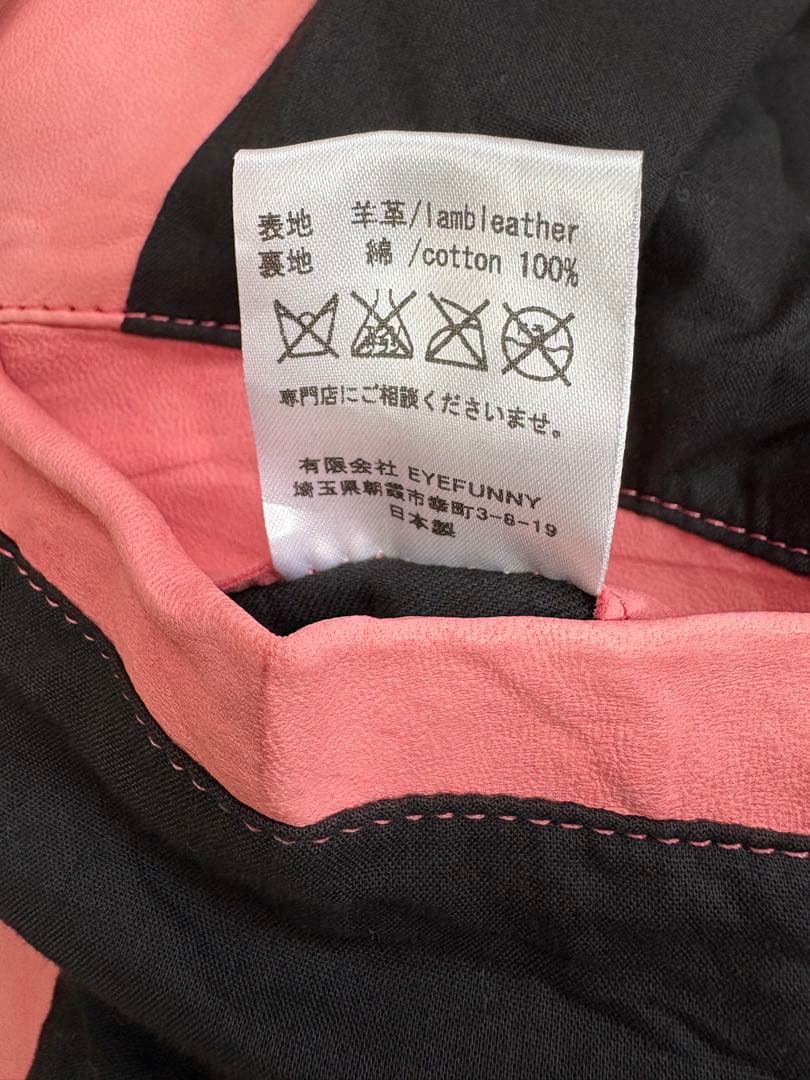 表地 羊革/lambleather
裏地 綿 /cotton 100%
専門店にご相談くださいませ。
有限会社 EYEFUNNY
埼玉県朝霞市幸町3-8-19
日本製